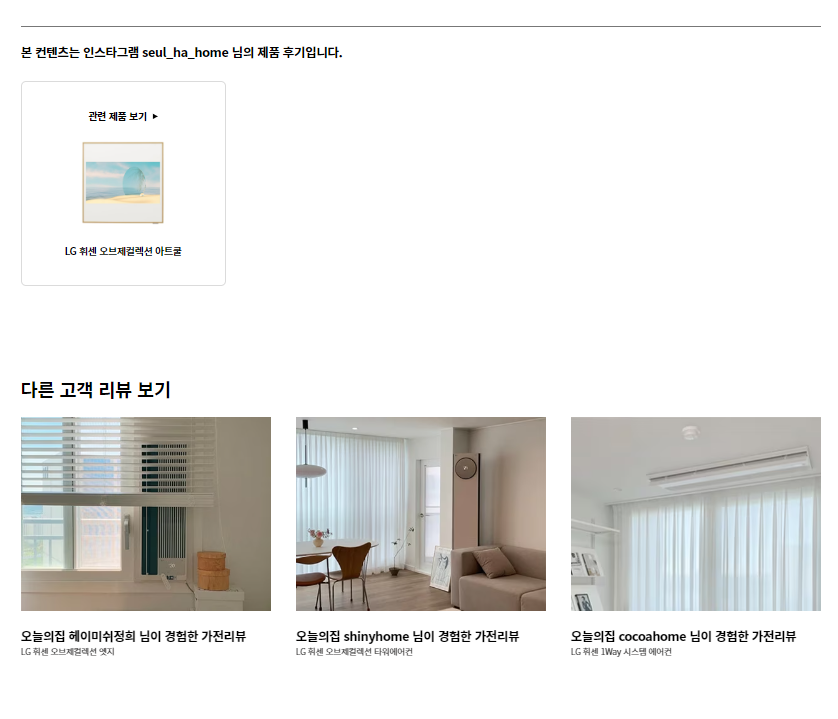 본 컨텐츠는 인스타그램 seul_ha_home 님의 제품 후기입니다.
관련 제품 보기 ▶
LG 휘센 오브제컬렉션 아트쿨
다른 고객 리뷰 보기
오늘의집 헤이미쉬정희 님이 경험한 가전리뷰
LG 휘센 오브제컬렉션 엣지
오늘의집 shinyhome 님이 경험한 가전리뷰
LG 휘센 오브제컬렉션 타워에어컨
오늘의집 cocoahome 님이 경험한 가전리뷰
LG 휘센 1Way 시스템 에어컨